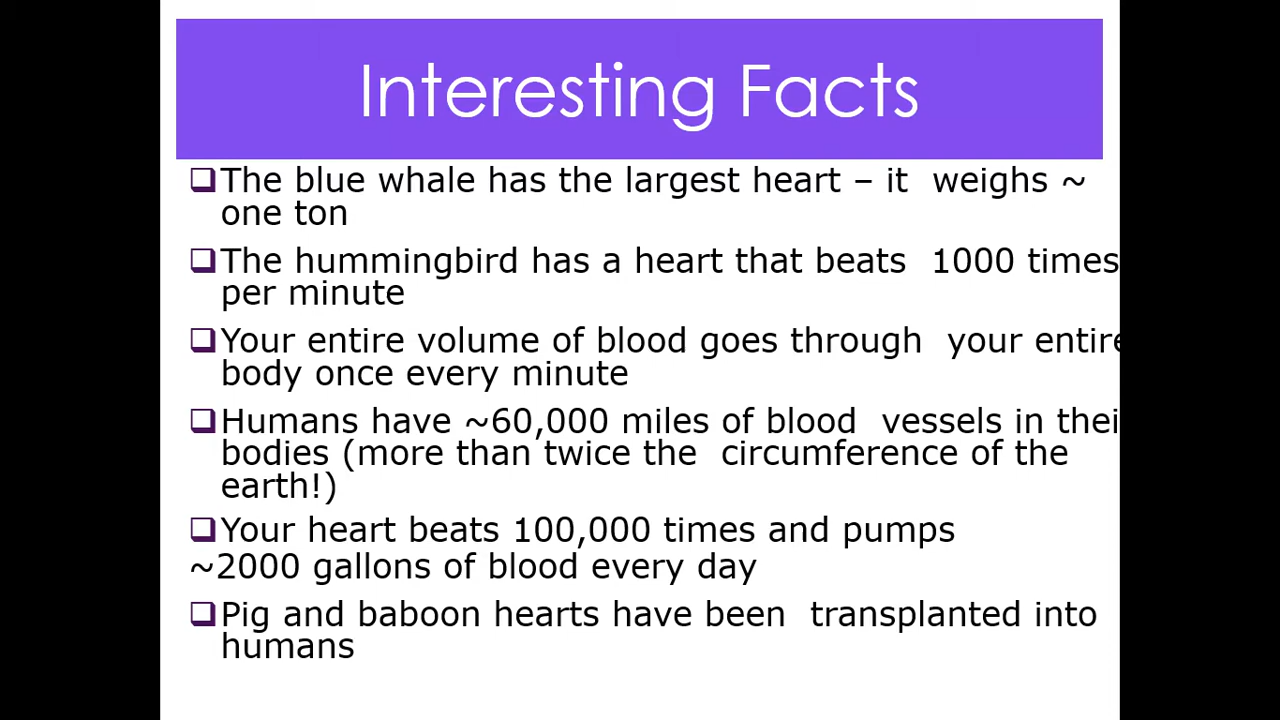 Interesting Facts
❑The blue whale has the largest heart – it weighs ~
one ton
❑The hummingbird has a heart that beats 1000 times
per minute
❑Your entire volume of blood goes through your entire
body once every minute
❑Humans have ~60,000 miles of blood vessels in thei
bodies (more than twice the circumference of the
earth!)
❑Your heart beats 100,000 times and pumps
~2000 gallons of blood every day
❑Pig and baboon hearts have been transplanted into
humans